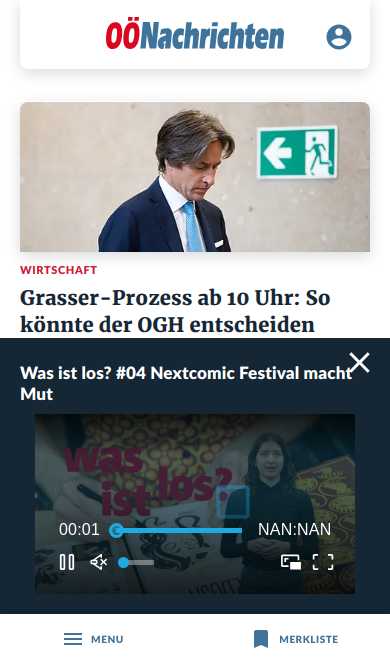 OÖNachrichten
WIRTSCHAFT
Grasser-Prozess ab 10 Uhr: So
könnte der OGH entscheiden
Was ist los? #04 Nextcomic Festival macht
Mut
was
ist los?
00:01
NAN:NAN
MENU
MERKLISTE